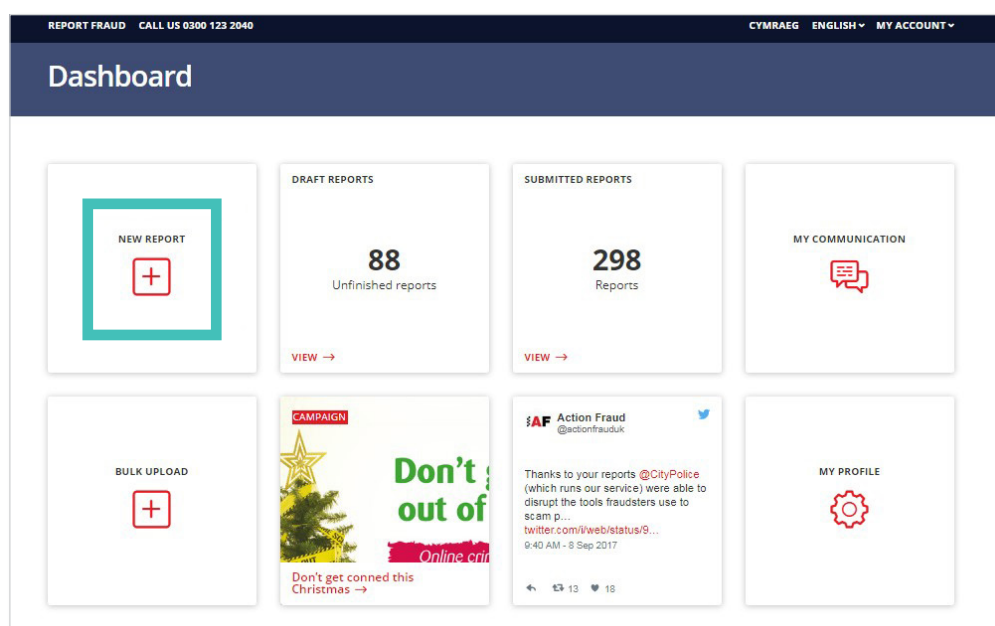 REPORT FRAUD CALL US 0300 123 2040
CYMRAEG ENGLISH MY ACCOUNT
Dashboard
NEW REPORT
DRAFT REPORTS
88
Unfinished reports
VIEW →
SUBMITTED REPORTS
298
Reports
VIEW →
MY COMMUNICATION
BULK UPLOAD
CAMPAIGN
Don't
out of
Online
Don't get conned this
Christmas →
AF Action Fraud
@actionfrauduk
Thanks to your reports @CityPolice
(which runs our service) were able to
disrupt the tools fraudsters use to
scam p...
twitter.com/i/web/status/9...
9:40 AM - 8 Sep 2017
13 18
MY PROFILE